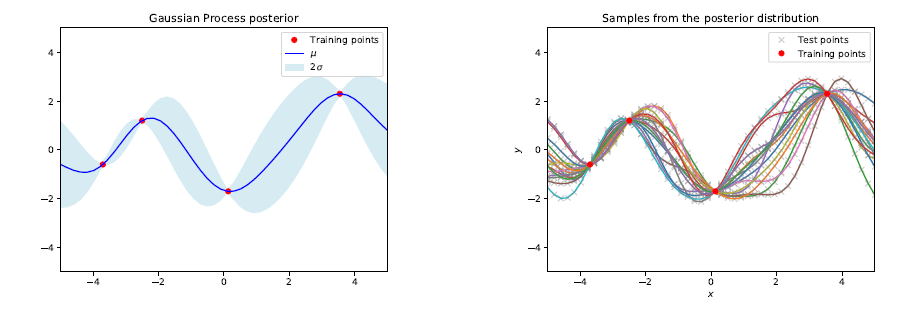 Gaussian Process posterior
Training points
μ
2σ
4
2
0
−2
−4
−4
−2
0
2
4
Samples from the posterior distribution
Test points
Training points
y
4
2
0
−2
−4
−4
−2
0
2
4
x